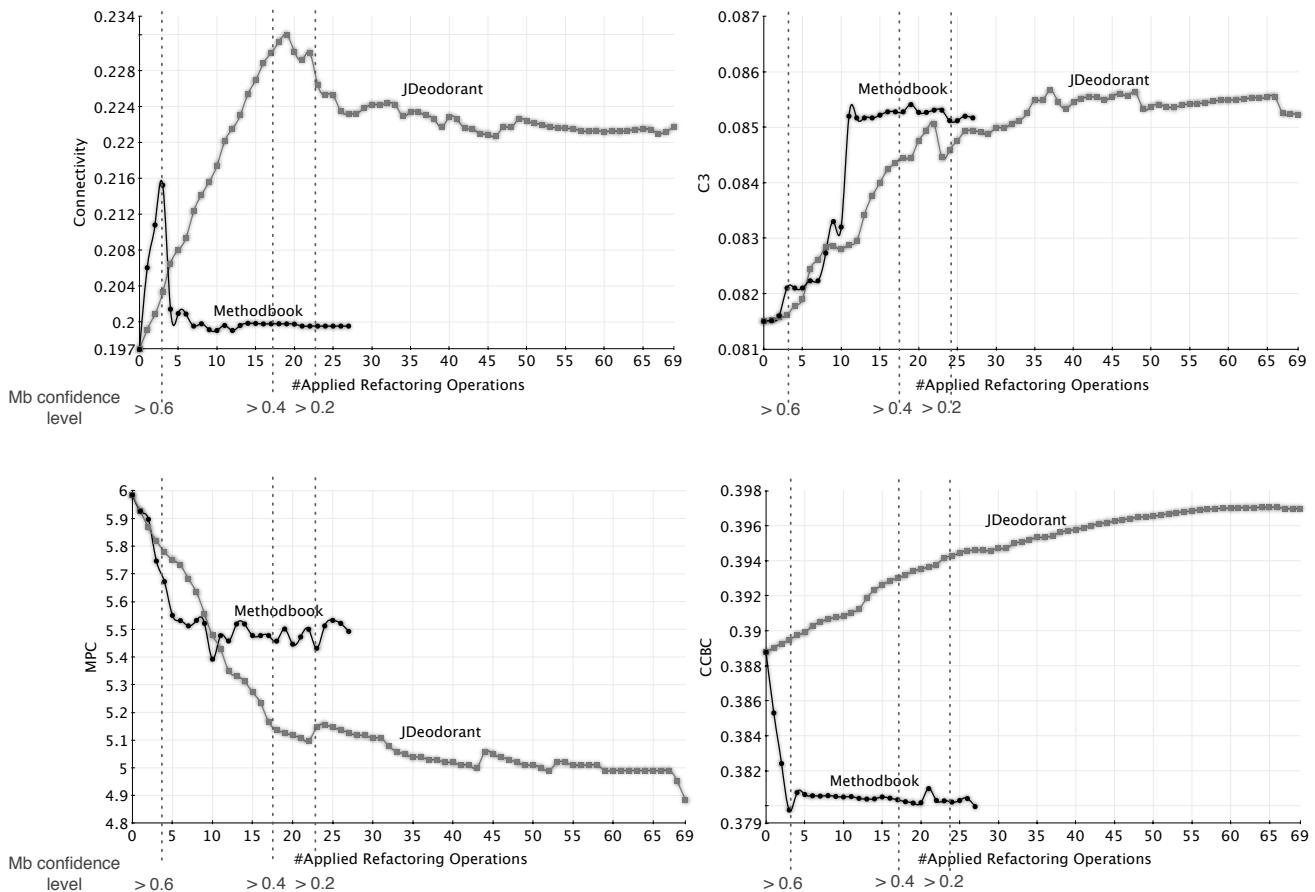 0.234
0.228
0.224
0.22
0.216
0.212
0.208
0.204
0.2
0.197
Connectivity
JDeodorant
Methodbook
0 5 10 15 20 25 30 35 40 45 50 55 60 65 69
#Applied Refactoring Operations
Mb confidence
level
> 0.6 > 0.4 > 0.2
0.087
0.086
0.085
0.084
0.083
0.082
0.081
C3
Methodbook
JDeodorant
0 5 10 15 20 25 30 35 40 45 50 55 60 65 69
#Applied Refactoring Operations
> 0.6 > 0.4 > 0.2
6
5.9
5.8
5.7
5.6
5.5
5.4
5.3
5.2
5.1
5
4.9
4.8
MPC
Methodbook
JDeodorant
0 5 10 15 20 25 30 35 40 45 50 55 60 65 69
#Applied Refactoring Operations
Mb confidence
level
> 0.6 > 0.4 > 0.2
0.398
0.396
0.394
0.392
0.39
0.388
0.386
0.384
0.382
0.379
CCBC
JDeodorant
Methodbook
0 5 10 15 20 25 30 35 40 45 50 55 60 65 69
#Applied Refactoring Operations
> 0.6 > 0.4 > 0.2